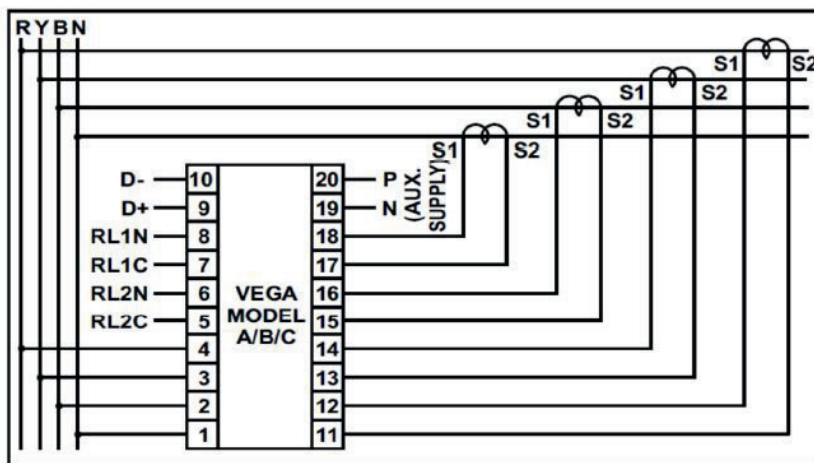 R Y B N
S1 S2
S1 S2
S1 S2
S1 S2
D- 10 20 P
D+ 9 19 N
(AUX. SUPPLY)
RL1N 8 18
RL1C 7 17
RL2N 6 16
RL2C 5 15
VEGA
MODEL
A/B/C
4 14
3 13
2 12
1 11